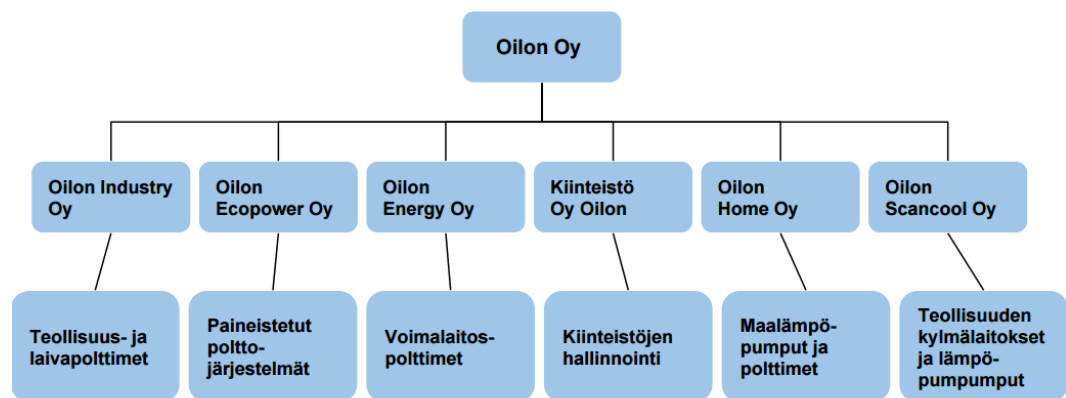 Oilon Oy
Oilon Industry
Oy
Oilon
Ecopower Oy
Oilon
Energy Oy
Kiinteistö
Oy Oilon
Oilon
Home Oy
Oilon
Scancool Oy
Teollisuus- ja
laivapolttimet
Paineistetut
poltto-
järjestelmät
Voimalaitos-
polttimet
Kiinteistöjen
hallinnointi
Maalämpö-
pumput ja
polttimet
Teollisuuden
kylmälaitokset
ja lämpö-
pumpumput